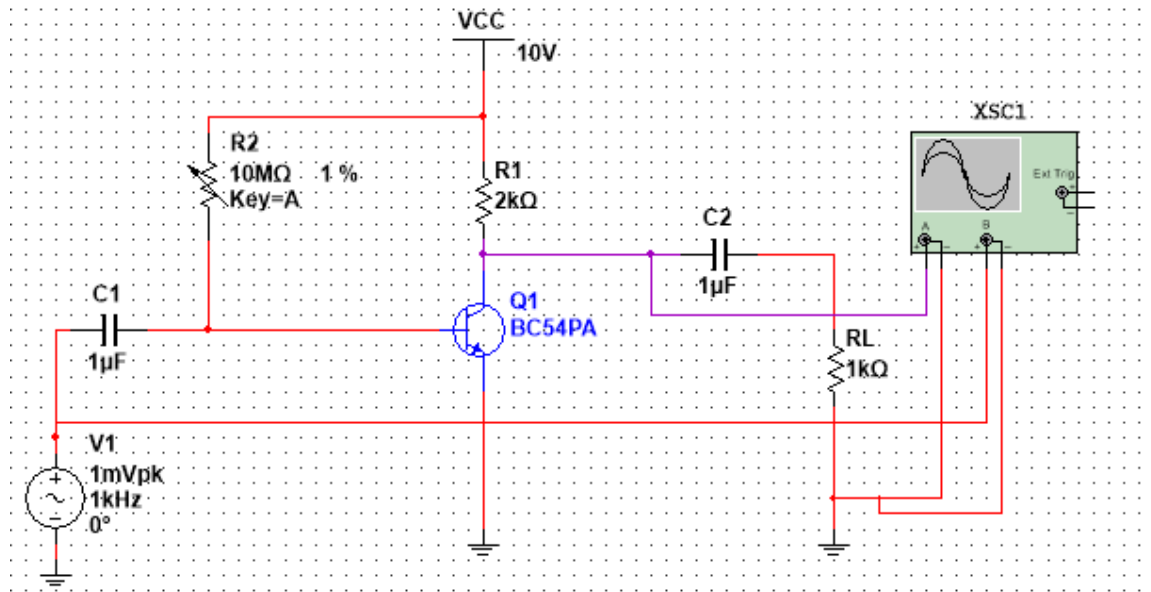 VCC
10V
XSC1
R2
10MΩ 1 %
Key=A
R1
2kΩ
Ext Trig
+
−
A
B
+ − + −
C2
1µF
C1
1µF
Q1
BC54PA
RL
1kΩ
V1
1mVpk
1kHz
0°